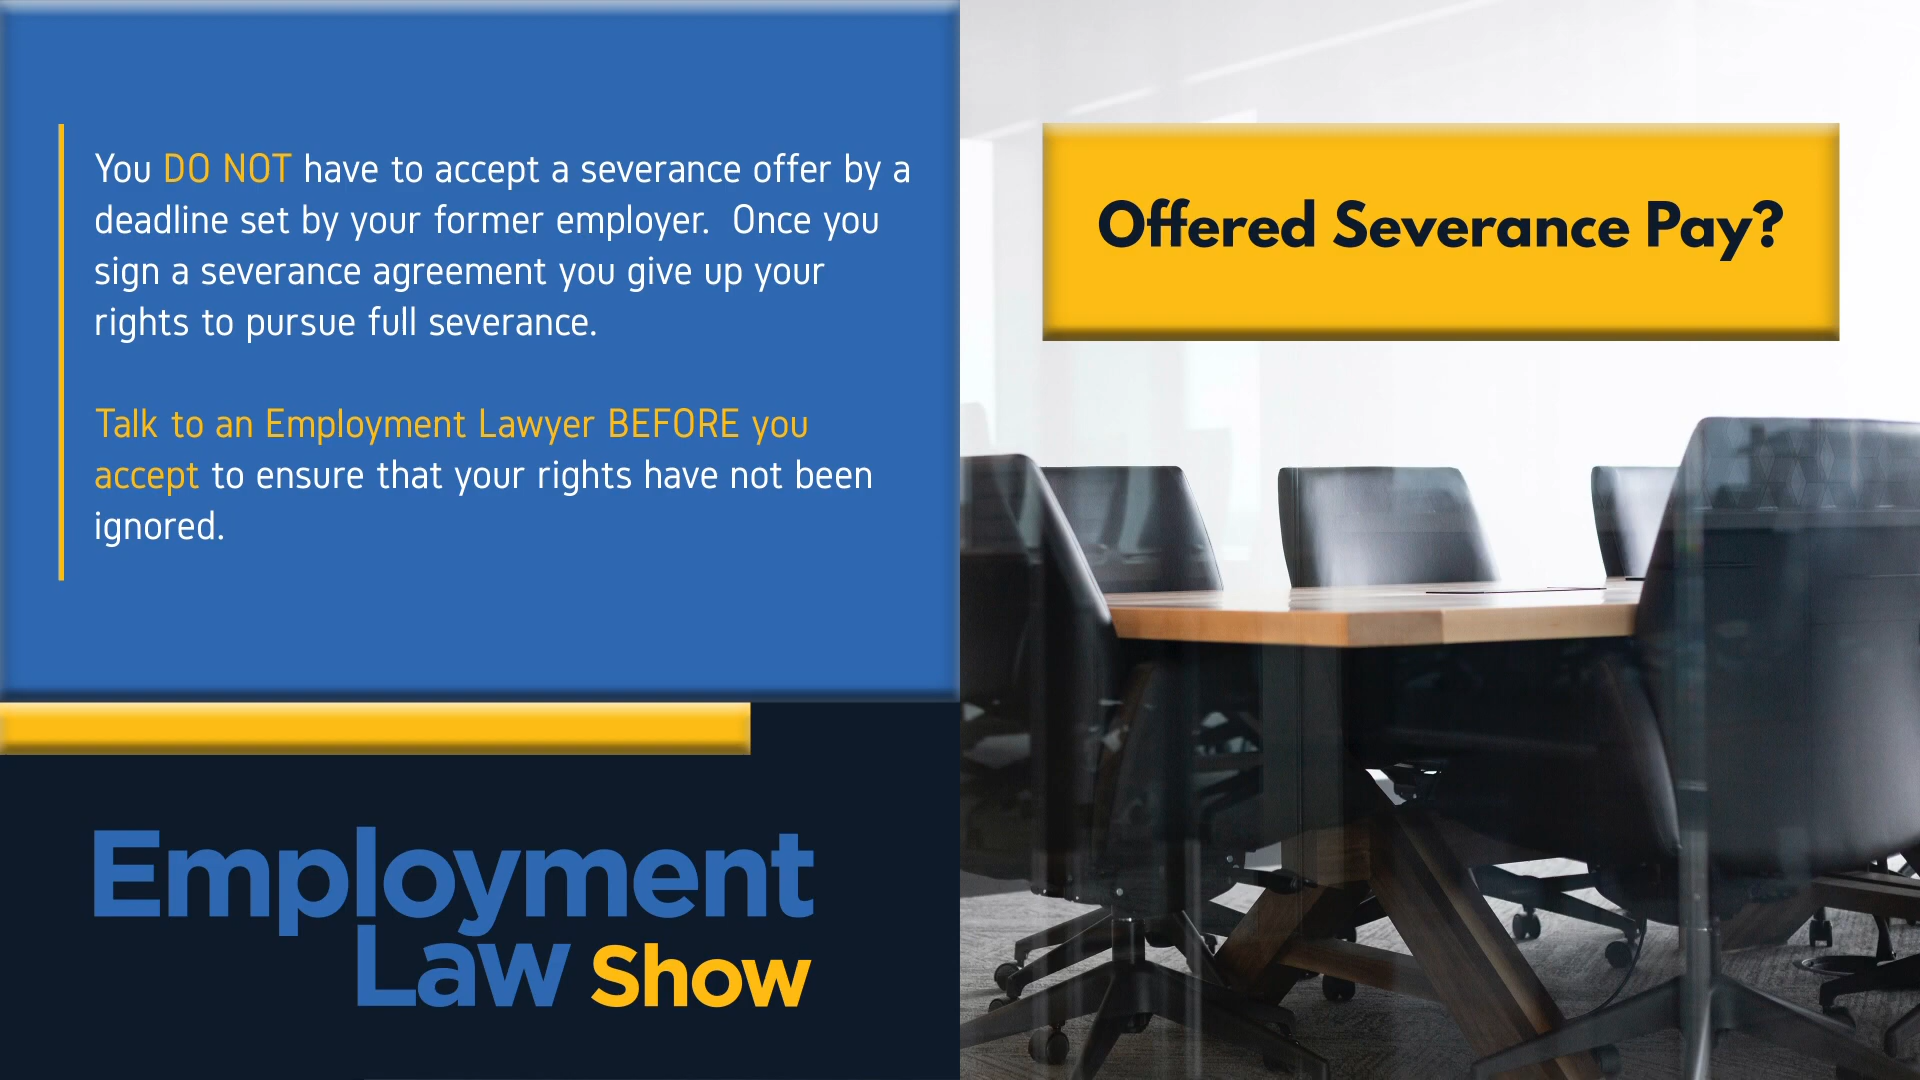 You DO NOT have to accept a severance offer by a
deadline set by your former employer.  Once you
sign a severance agreement you give up your
rights to pursue full severance.
Talk to an Employment Lawyer BEFORE you
accept to ensure that your rights have not been
ignored.
Offered Severance Pay?
Employment
Law Show